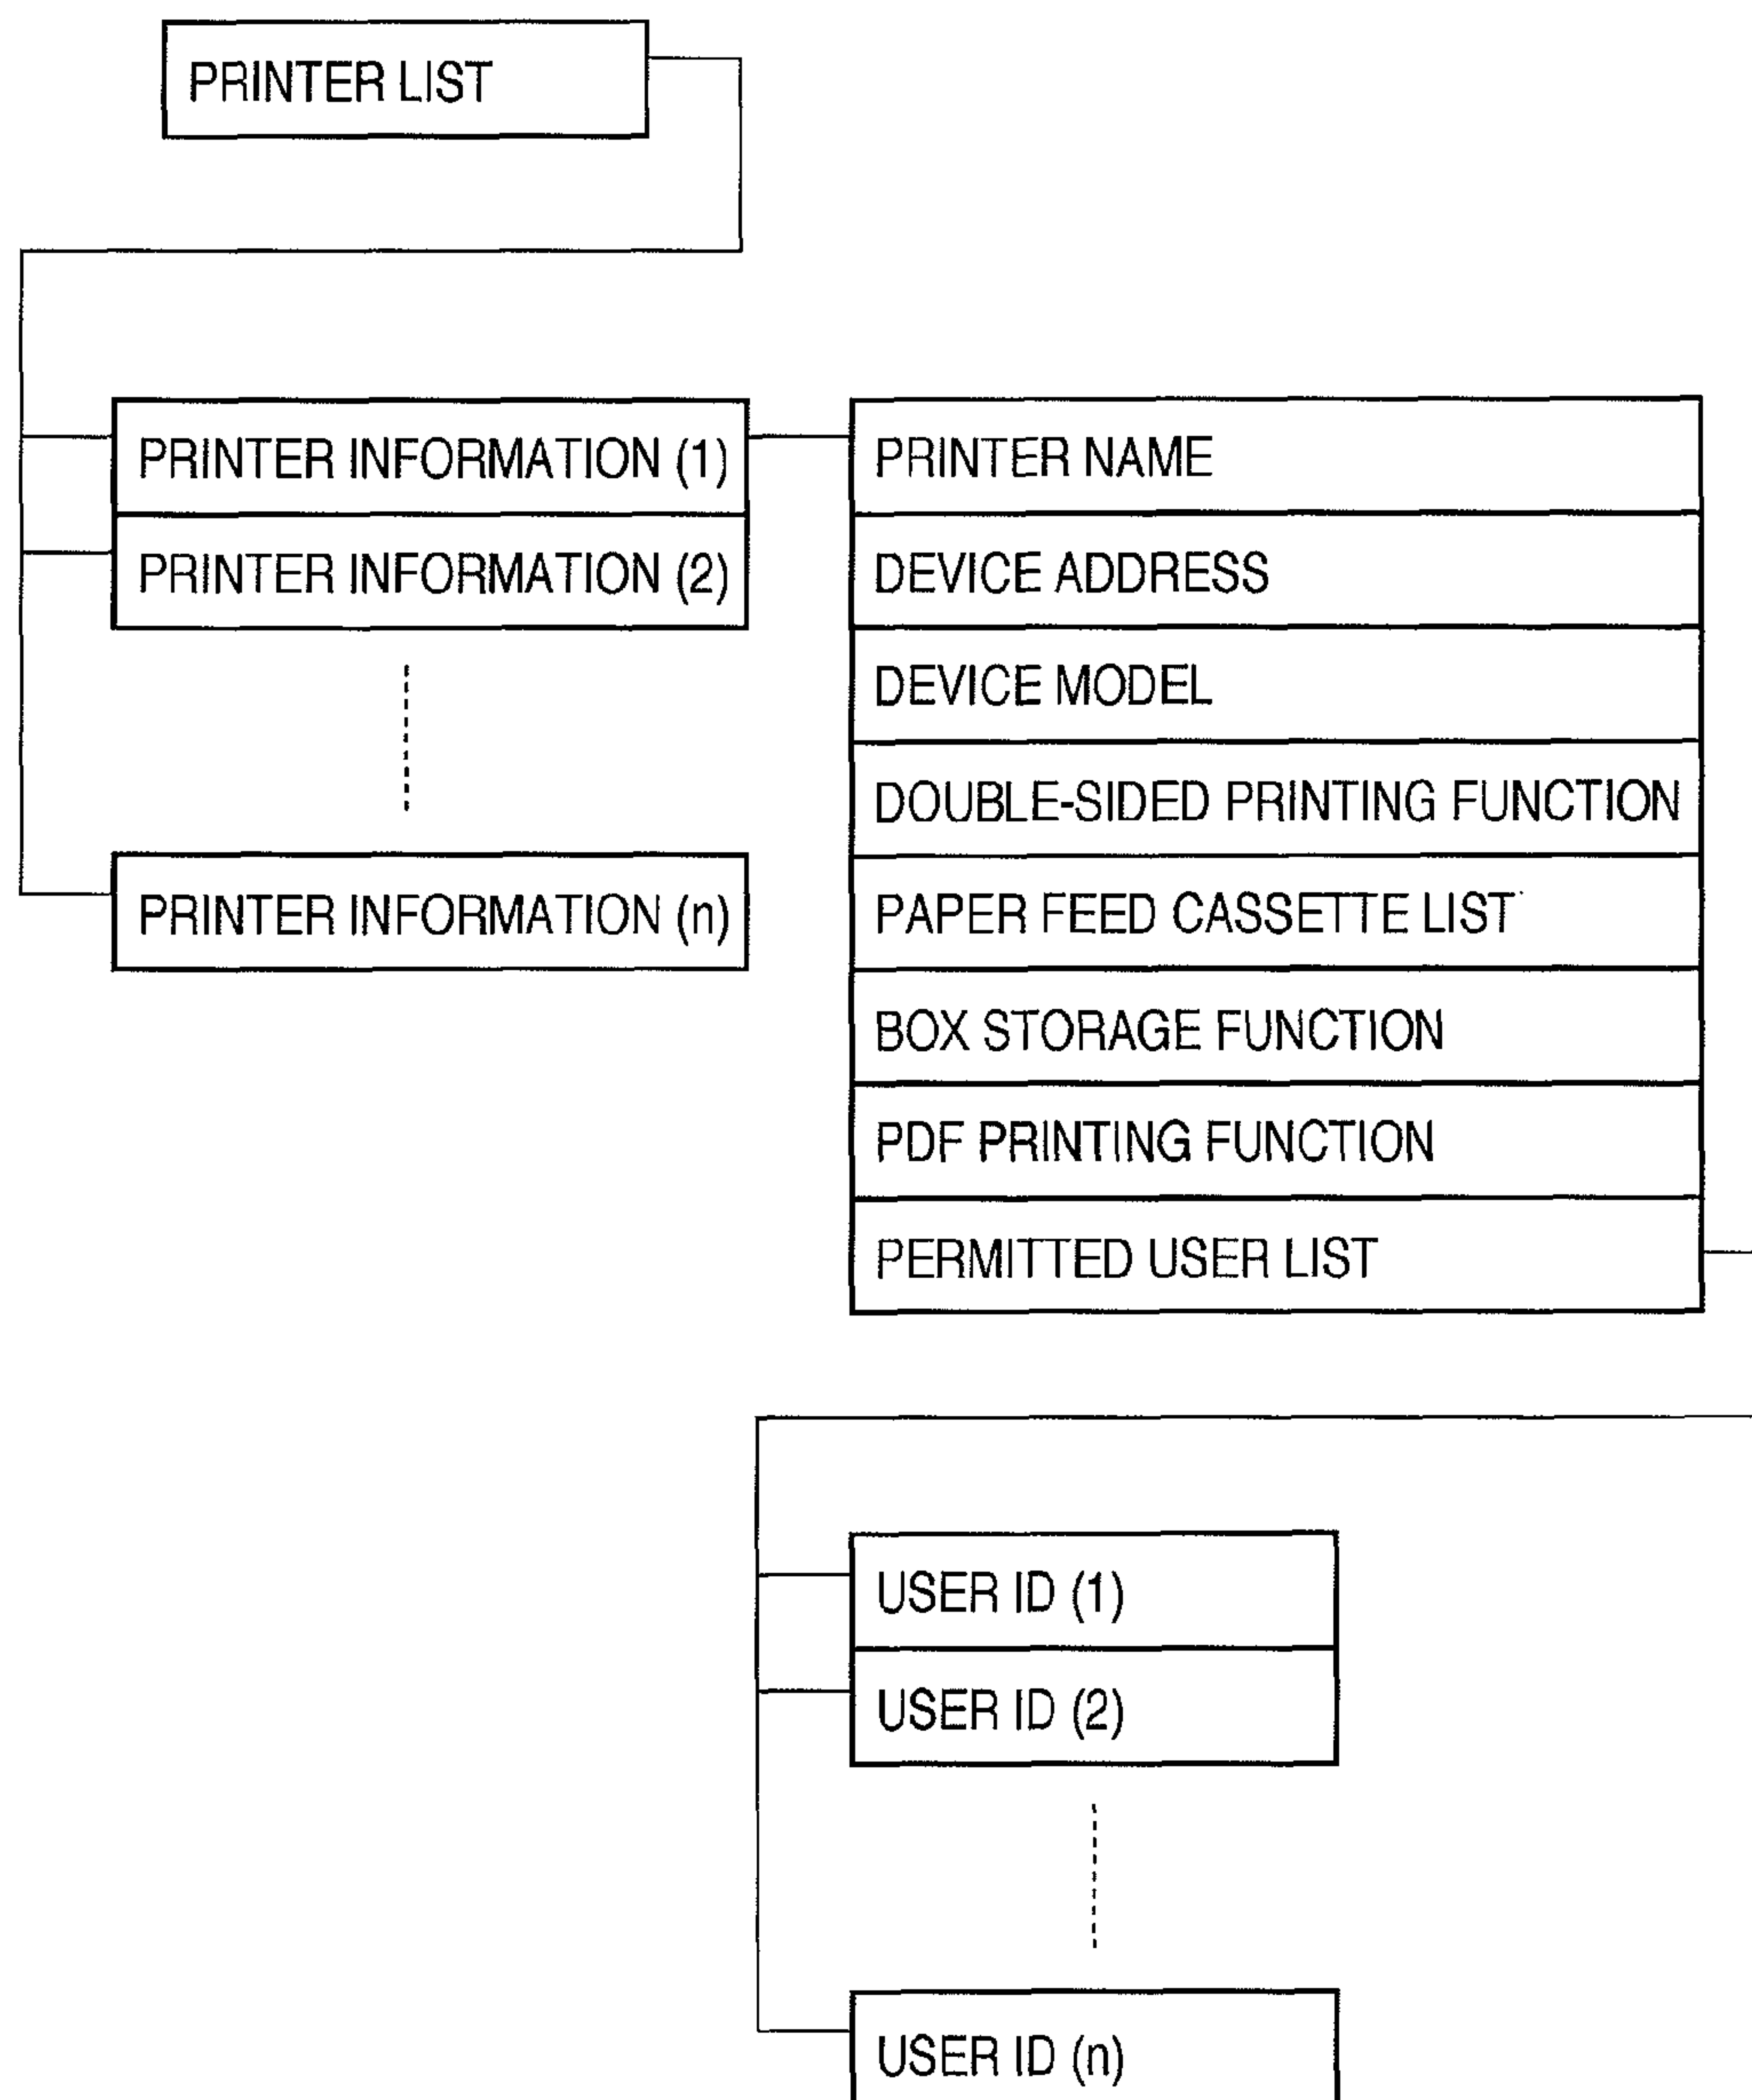 PRINTER LIST
PRINTER INFORMATION (1)
PRINTER INFORMATION (2)
PRINTER INFORMATION (n)
PRINTER NAME
DEVICE ADDRESS
DEVICE MODEL
DOUBLE-SIDED PRINTING FUNCTION
PAPER FEED CASSETTE LIST
BOX STORAGE FUNCTION
PDF PRINTING FUNCTION
PERMITTED USER LIST
USER ID (1)
USER ID (2)
USER ID (n)